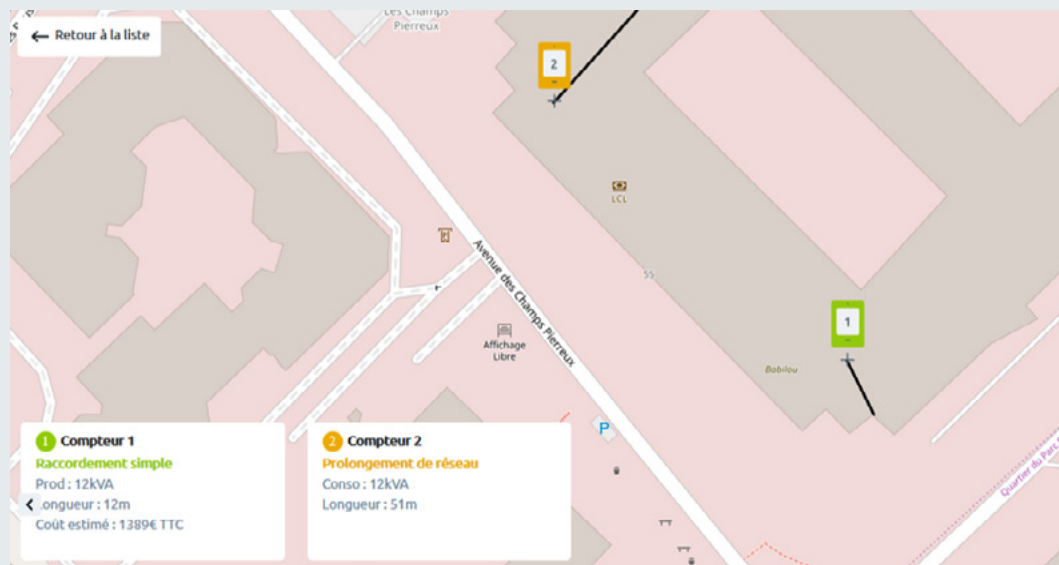 Les Champs
Pierreux
← Retour à la liste
2
LCL
55
Avenue des Champs Pierreux
Affichage
Libre
1
Babilou
P
Quartier du Parc
1 Compteur 1
Raccordement simple
Prod : 12kVA
Longueur : 12m
Coût estimé : 1389€ TTC
2 Compteur 2
Prolongement de réseau
Conso : 12kVA
Longueur : 51m